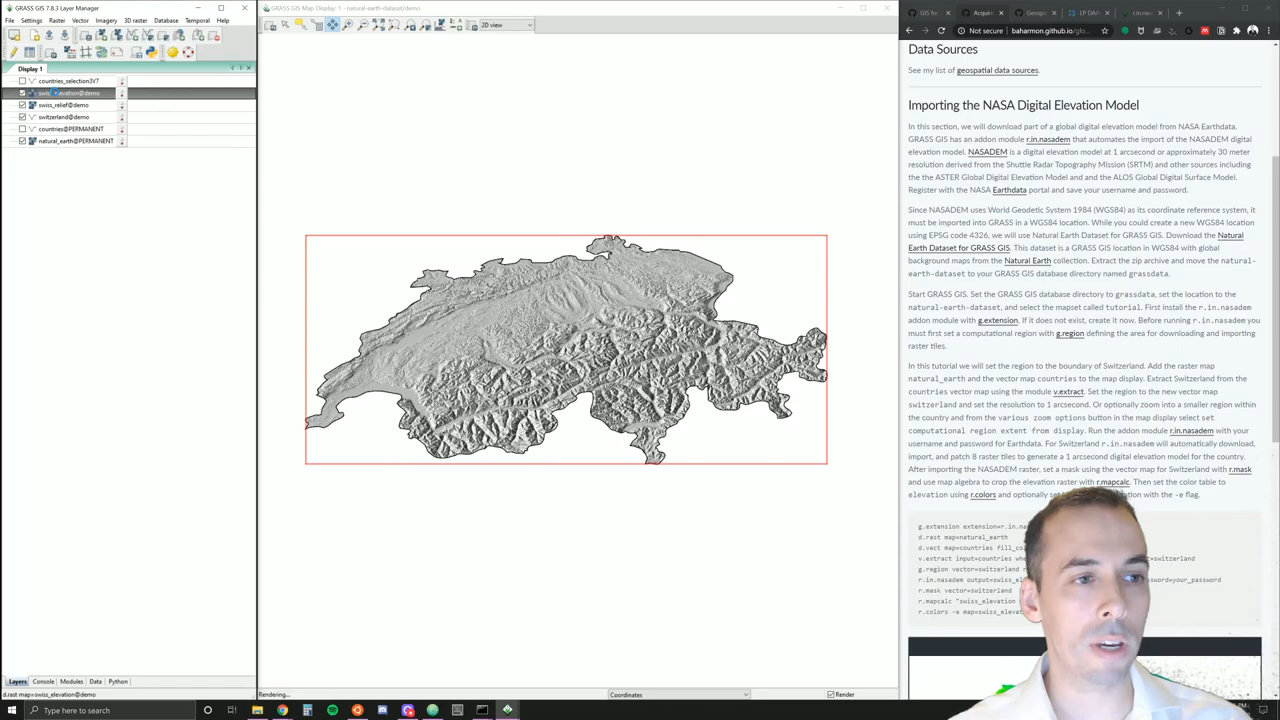 GRASS GIS 7.8.3 Layer Manager
File Settings Raster Vector Imagery 3D raster Database Temporal Help
Display 1
countries_selection3V7
swiss_elevation@demo
swiss_relief@demo
switzerland@demo
countries@PERMANENT
natural_earth@PERMANENT
Layers Console Modules Data Python
d.rast map=swiss_elevation@demo
GRASS GIS Map Display: 1 - natural-earth-dataset/demo
2D view
Rendering...
Coordinates
Render
baharmon.github.io/geo...
Data Sources
See my list of geospatial data sources.
Importing the NASA Digital Elevation Model
In this section, we will download part of a global digital elevation model from NASA Earthdata.
GRASS GIS has an addon module r.in.nasadem that automates the import of the NASADEM digital
elevation model. NASADEM is a digital elevation model at 1 arcsecond or approximately 30 meter
resolution derived from the Shuttle Radar Topography Mission (SRTM) and other sources including
the the ASTER Global Digital Elevation Model and and the ALOS Global Digital Surface Model.
Register with the NASA Earthdata portal and save your username and password.
Since NASADEM uses World Geodetic System 1984 (WGS84) as its coordinate reference system, it
must be imported into GRASS in a WGS84 location. While you could create a new WGS84 location
using EPSG code 4326, we will use Natural Earth Dataset for GRASS GIS. Download the Natural
Earth Dataset for GRASS GIS. This dataset is a GRASS GIS location in WGS84 with global
background maps from the Natural Earth collection. Extract the zip archive and move the natural-
earth-dataset to your GRASS GIS database directory named grassdata.
Start GRASS GIS. Set the GRASS GIS database directory to grassdata, set the location to the
natural-earth-dataset, and select the mapset called tutorial. First install the r.in.nasadem
addon module with g.extension. If it does not exist, create it now. Before running r.in.nasadem you
must first set a computational region with g.region defining the area for downloading and importing
raster tiles.
In this tutorial we will set the region to the boundary of Switzerland. Add the raster map
natural_earth and the vector map countries to the map display. Extract Switzerland from the
countries vector map using the module v.extract. Set the region to the new vector map
switzerland and set the resolution to 1 arcsecond. Or optionally zoom into a smaller region within
the country and from the various zoom options button in the map display select set
computational region extent from display. Run the addon module r.in.nasadem with your
username and password for Earthdata. For Switzerland r.in.nasadem will automatically download,
import, and patch 8 raster tiles to generate a 1 arcsecond digital elevation model for the country.
After importing the NASADEM raster, set a mask using the vector map for Switzerland with r.mask
and use map algebra to crop the elevation raster with r.mapcalc. Then set the color table to
elevation using r.colors and optionally set with the -e flag.
g.extension extension=r.in.na
d.rast map=natural_earth
d.vect map=countries fill_co
v.extract input=countries whe switzerland
g.region vector=switzerland r
r.in.nasadem output=swiss_el password=your_password
r.mask vector=switzerland
r.mapcalc "swiss_elevation
r.colors -e map=swiss_elevat
Type here to search
PM